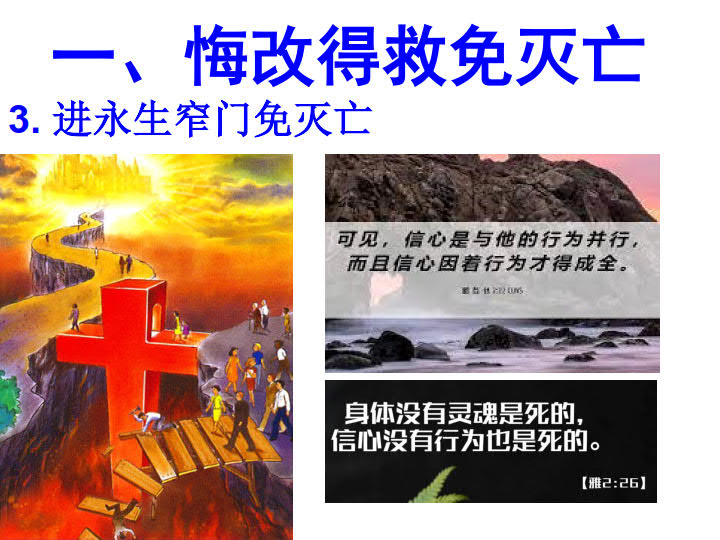 一、悔改得救免灭亡
3. 进永生窄门免灭亡
可见，信心是与他的行为并行，
而且信心因着行为才得成全。
2:22 CUNS
身体没有灵魂是死的，
信心没有行为也是死的。
【雅2:26】